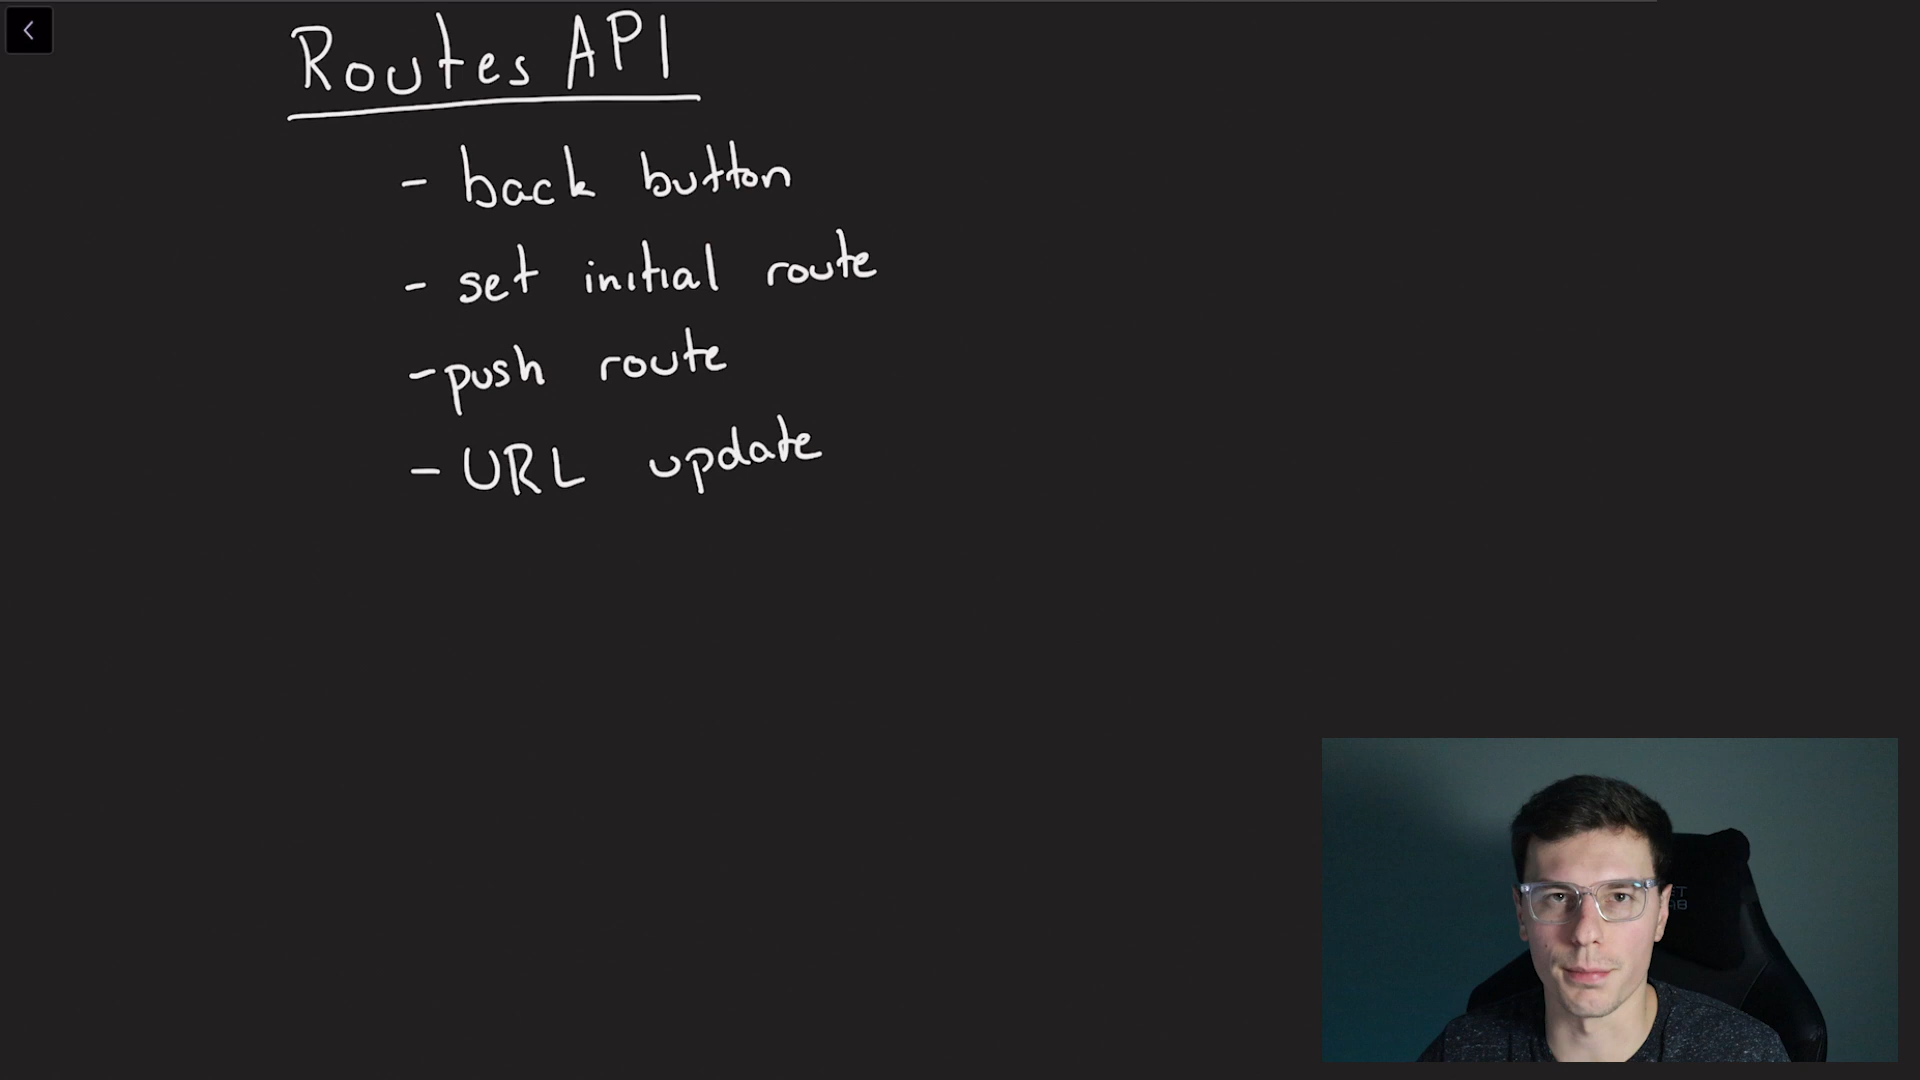 Routes API
- back button
- set initial route
- push route
- URL update